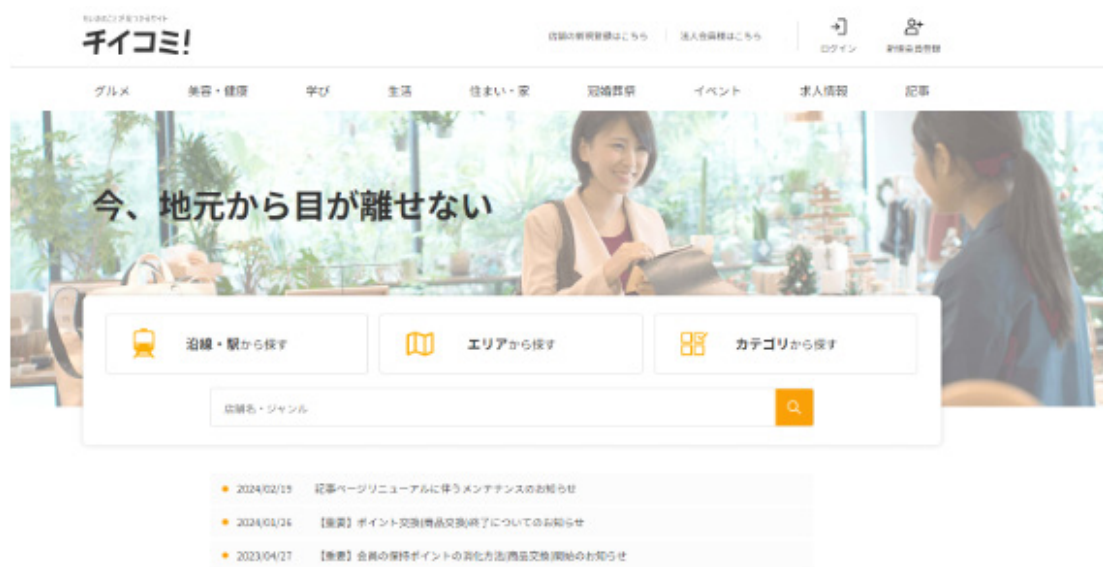 チイコミ!
店舗の新規登録はこちら
法人会員様はこちら
ログイン
新規会員登録
グルメ
美容・健康
学び
生活
住まい・家
冠婚葬祭
イベント
求人情報
記事
今、地元から目が離せない
沿線・駅から探す
エリアから探す
カテゴリから探す
店舗名・ジャンル
2024/02/19 記事ページリニューアルに伴うメンテナンスのお知らせ
2024/01/26 【重要】ポイント交換(商品交換)終了についてのお知らせ
2023/04/27 【重要】会員の保持ポイントの消化方法(商品交換)開始のお知らせ